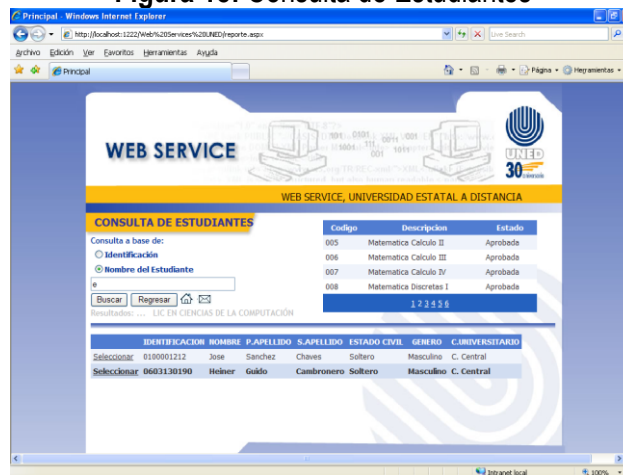 Figura 10. Consulta de Estudiantes
Principal - Windows Internet Explorer
http://localhost:1222/Web%20Services%20UNED/reporte.aspx
Live Search
Archivo Edición Ver Favoritos Herramientas Ayuda
Principal
Página Herramientas
WEB SERVICE
UNED
30
WEB SERVICE, UNIVERSIDAD ESTATAL A DISTANCIA
CONSULTA DE ESTUDIANTES
Consulta a base de:
Identificación
Nombre del Estudiante
e
Buscar Regresar
Resultados: ... LIC EN CIENCIAS DE LA COMPUTACIÓN
Codigo Descripcion Estado
005 Matematica Calculo II Aprobada
006 Matematica Calculo III Aprobada
007 Matematica Calculo IV Aprobada
008 Matematica Discretas I Aprobada
1 2 3 4 5 6
IDENTIFICACION NOMBRE P.APELLIDO S.APELLIDO ESTADO CIVIL GENERO C.UNIVERSITARIO
Seleccionar 0100001212 Jose Sanchez Chaves Soltero Masculino C. Central
Seleccionar 0603130190 Heiner Guido Cambronero Soltero Masculino C. Central
Intranet local
100%